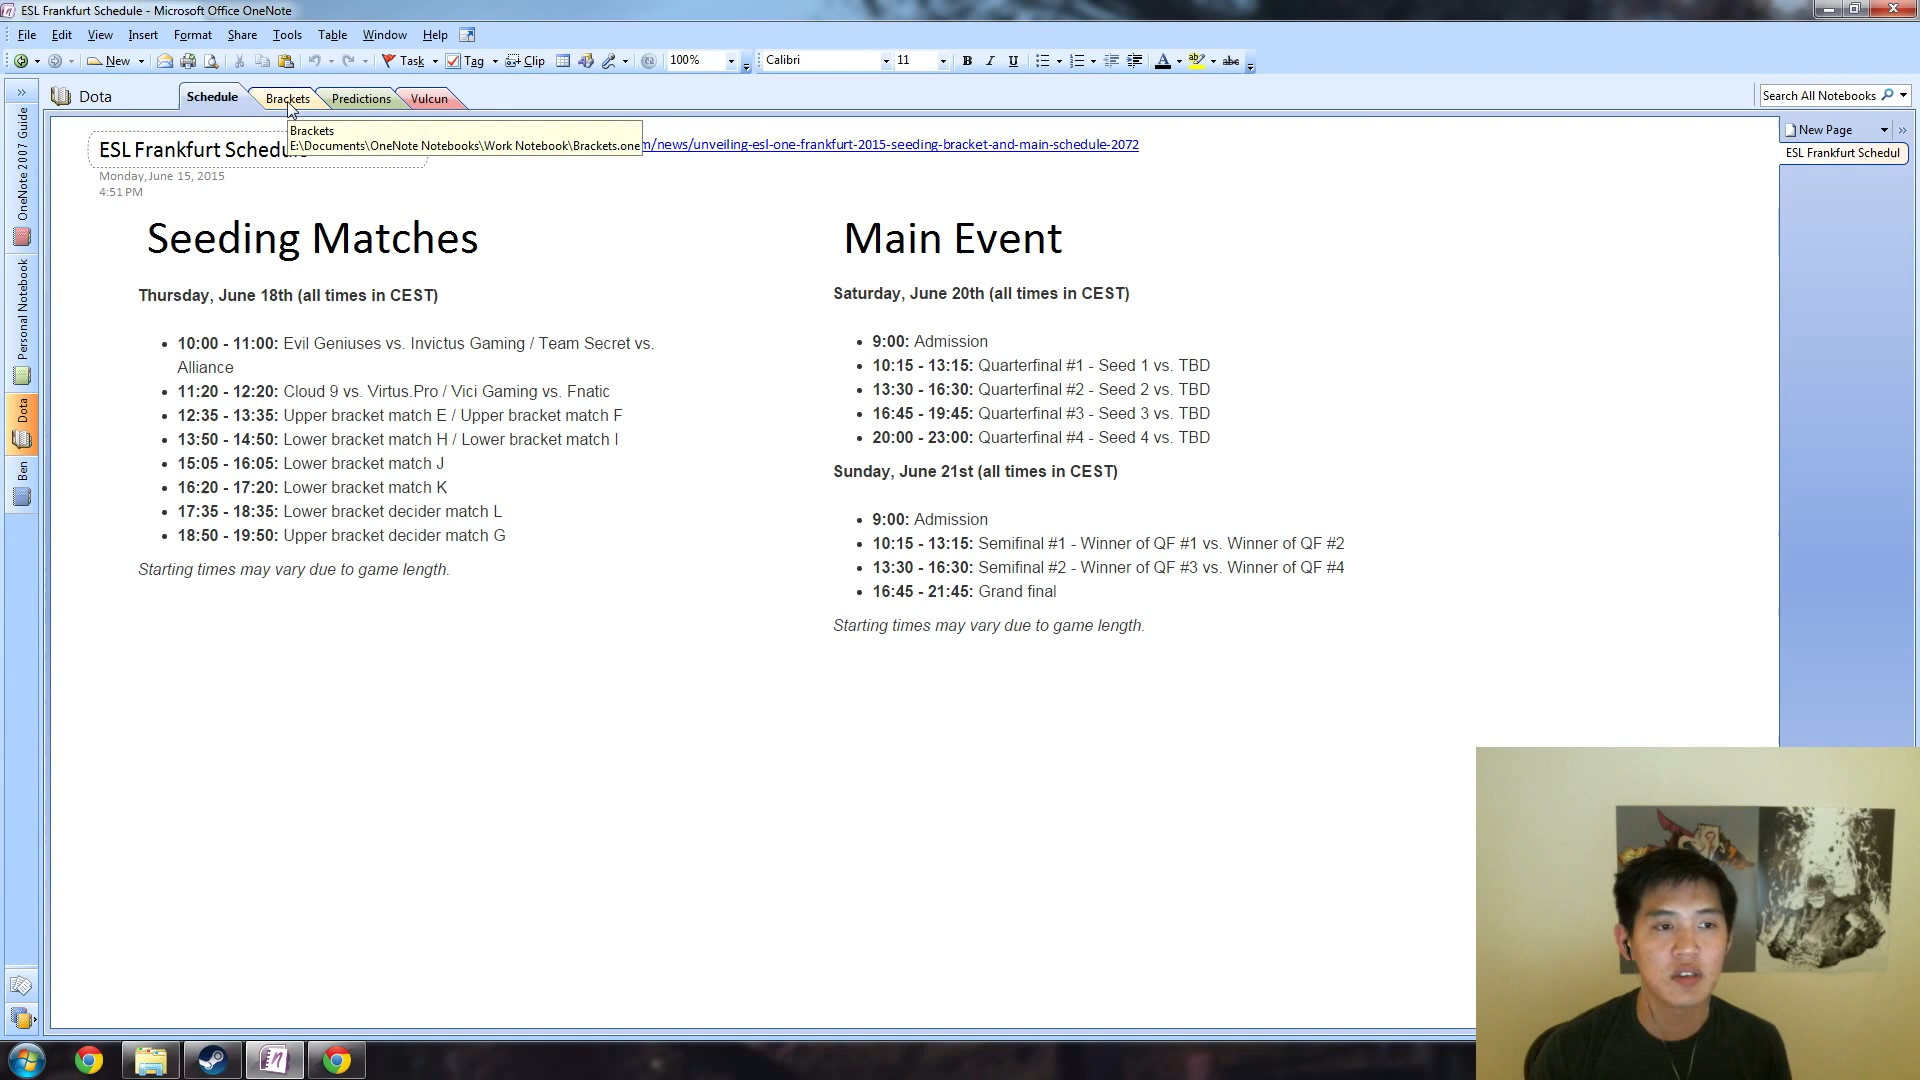 ESL Frankfurt Schedule - Microsoft Office OneNote
File Edit View Insert Format Share Tools Table Window Help
New Task Tag Clip 100% Calibri 11 B I U abc
Dota Schedule Brackets Predictions Vulcun Search All Notebooks
OneNote 2007 Guide
Personal Notebook
Dota
Ben
New Page
ESL Frankfurt Schedul
Brackets
E:\Documents\OneNote Notebooks\Work Notebook\Brackets.one
ESL Frankfurt Schedule
m/news/unveiling-esl-one-frankfurt-2015-seeding-bracket-and-main-schedule-2072
Monday, June 15, 2015
4:51 PM
Seeding Matches
Thursday, June 18th (all times in CEST)
• 10:00 - 11:00: Evil Geniuses vs. Invictus Gaming / Team Secret vs.
Alliance
• 11:20 - 12:20: Cloud 9 vs. Virtus.Pro / Vici Gaming vs. Fnatic
• 12:35 - 13:35: Upper bracket match E / Upper bracket match F
• 13:50 - 14:50: Lower bracket match H / Lower bracket match I
• 15:05 - 16:05: Lower bracket match J
• 16:20 - 17:20: Lower bracket match K
• 17:35 - 18:35: Lower bracket decider match L
• 18:50 - 19:50: Upper bracket decider match G
Starting times may vary due to game length.
Main Event
Saturday, June 20th (all times in CEST)
• 9:00: Admission
• 10:15 - 13:15: Quarterfinal #1 - Seed 1 vs. TBD
• 13:30 - 16:30: Quarterfinal #2 - Seed 2 vs. TBD
• 16:45 - 19:45: Quarterfinal #3 - Seed 3 vs. TBD
• 20:00 - 23:00: Quarterfinal #4 - Seed 4 vs. TBD
Sunday, June 21st (all times in CEST)
• 9:00: Admission
• 10:15 - 13:15: Semifinal #1 - Winner of QF #1 vs. Winner of QF #2
• 13:30 - 16:30: Semifinal #2 - Winner of QF #3 vs. Winner of QF #4
• 16:45 - 21:45: Grand final
Starting times may vary due to game length.